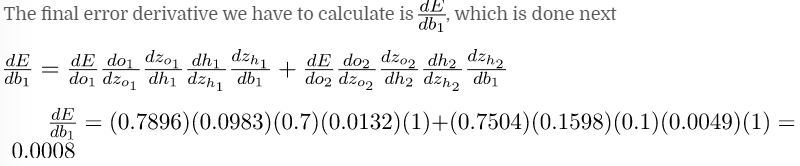 The final error derivative we have to calculate is $\frac{dE}{db_1}$, which is done next
$\frac{dE}{db_1} = \frac{dE}{do_1} \frac{do_1}{dz_{o_1}} \frac{dz_{o_1}}{dh_1} \frac{dh_1}{dz_{h_1}} \frac{dz_{h_1}}{db_1} + \frac{dE}{do_2} \frac{do_2}{dz_{o_2}} \frac{dz_{o_2}}{dh_2} \frac{dh_2}{dz_{h_2}} \frac{dz_{h_2}}{db_1}$
$\frac{dE}{db_1} = (0.7896)(0.0983)(0.7)(0.0132)(1)+(0.7504)(0.1598)(0.1)(0.0049)(1) =$
0.0008